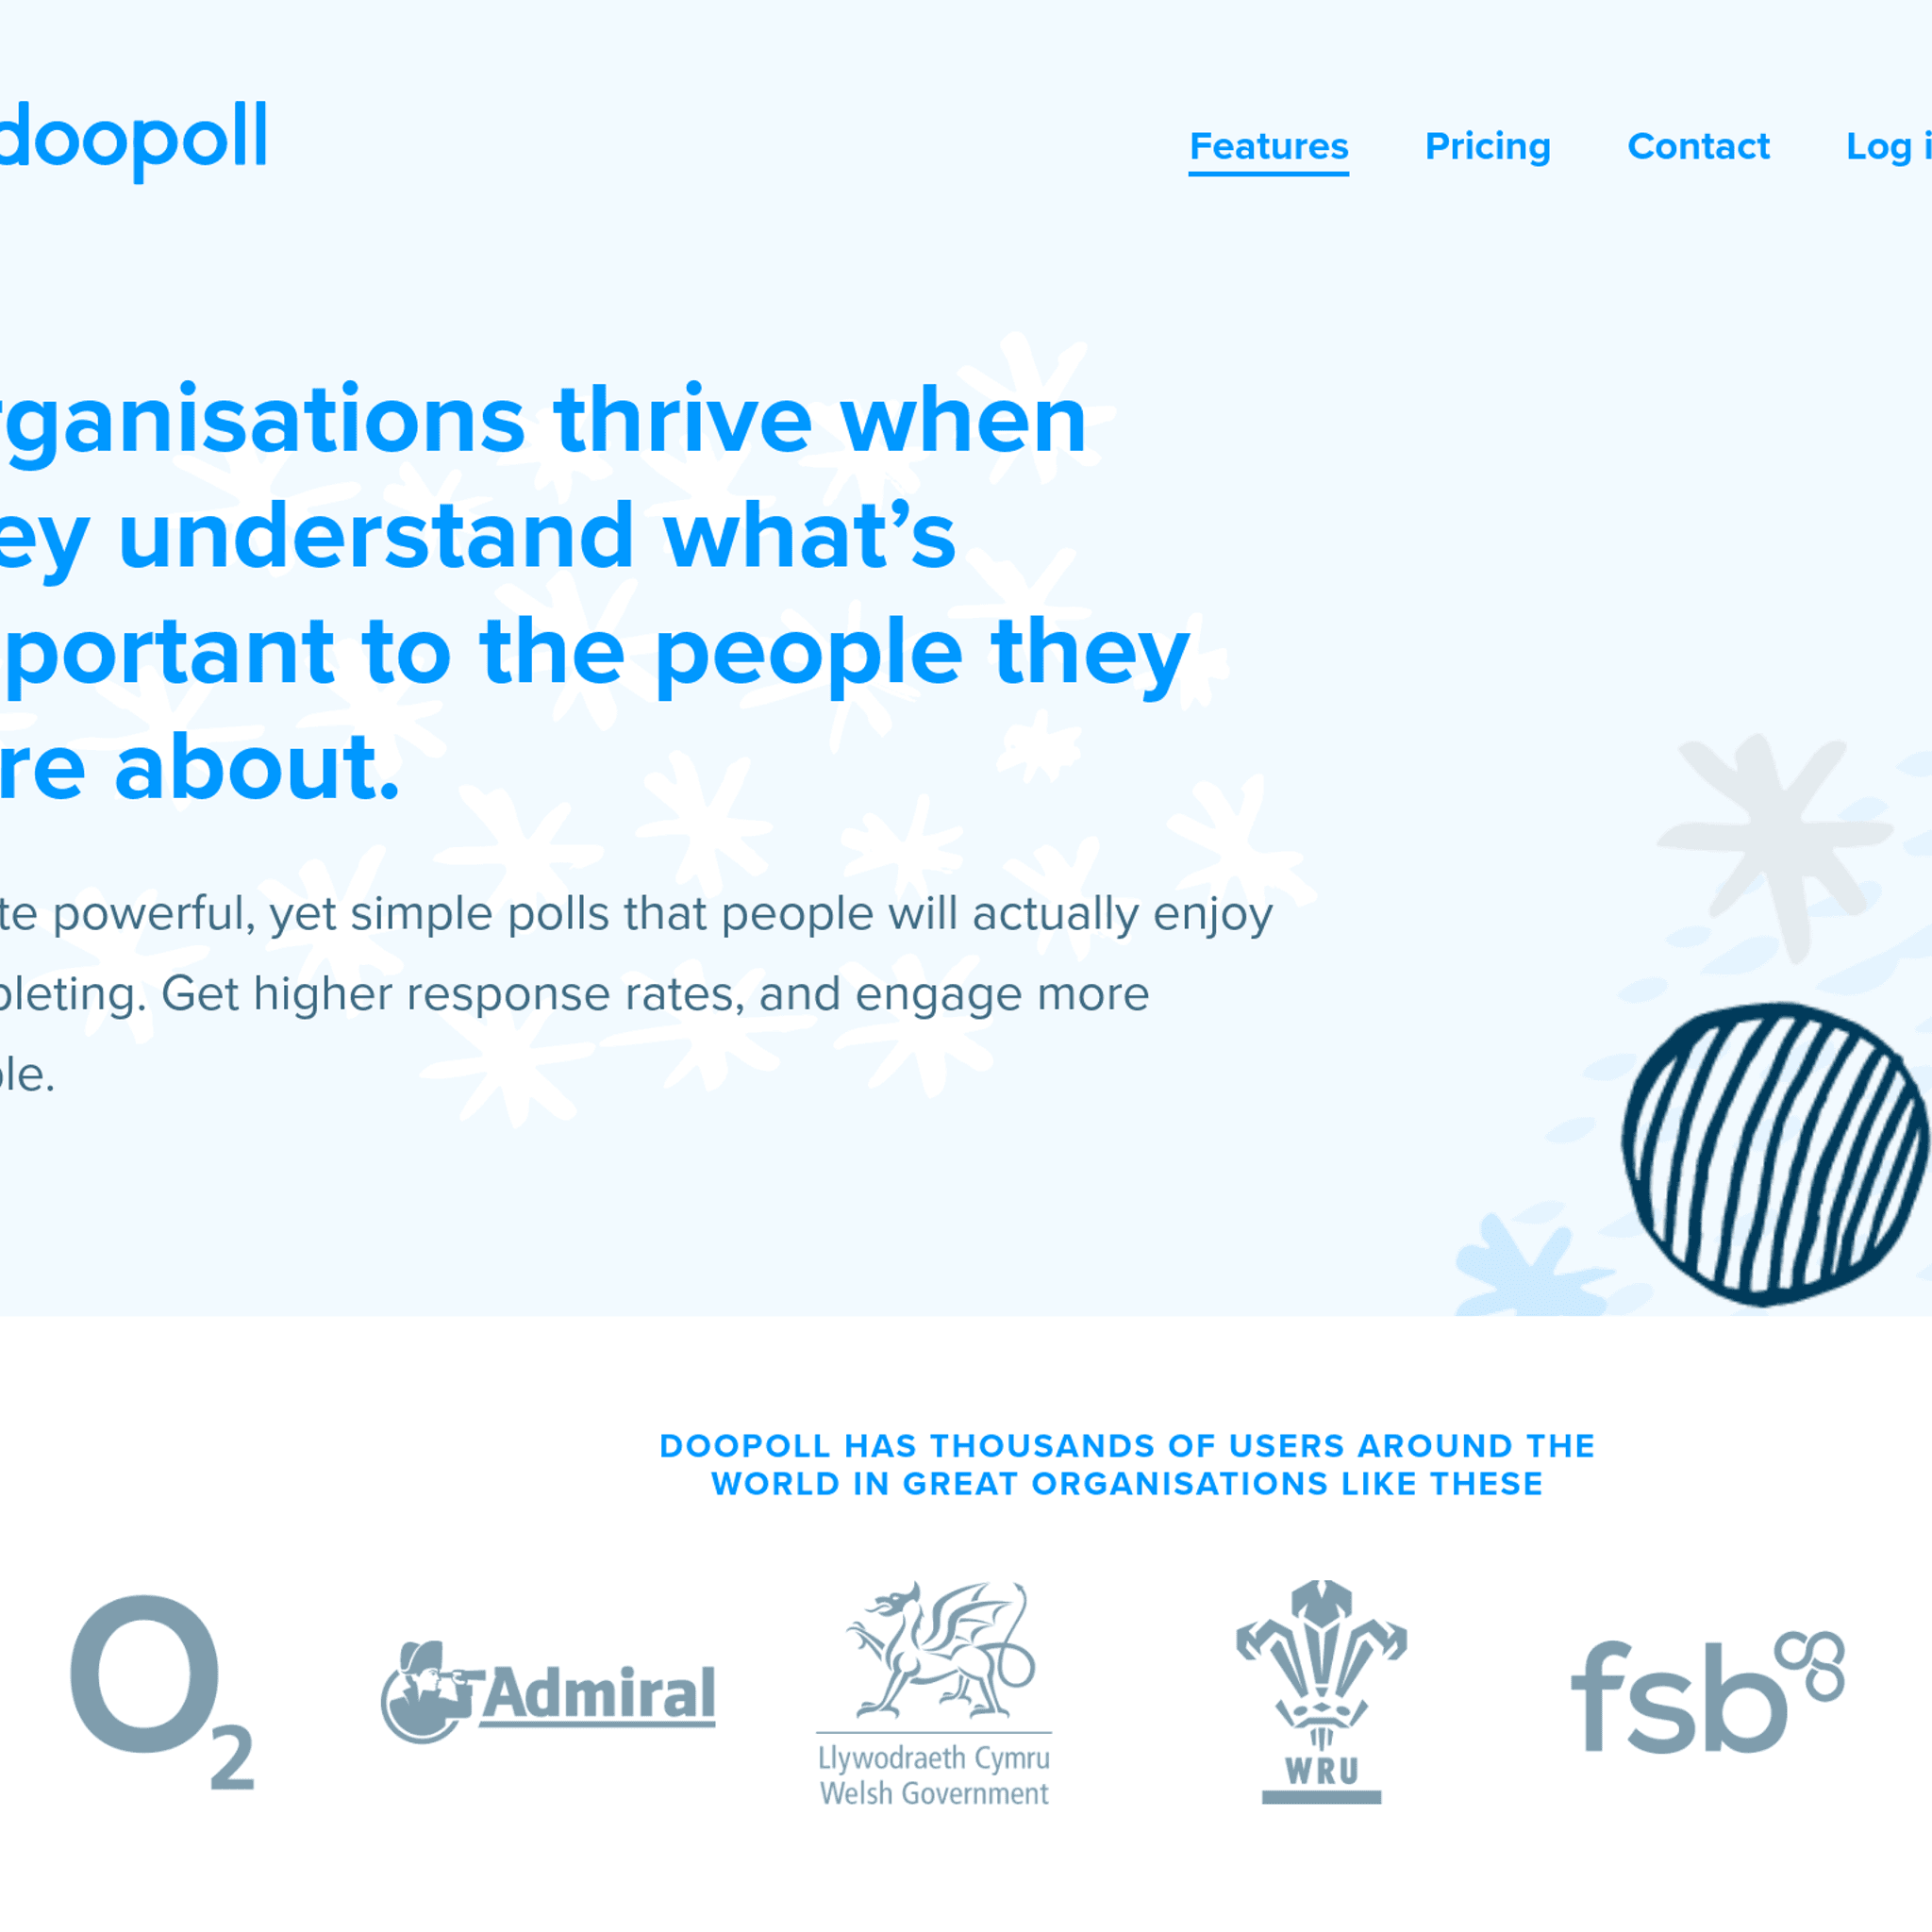 doopoll
Features Pricing Contact Log i
rganisations thrive when
ey understand what’s
portant to the people they
re about.
te powerful, yet simple polls that people will actually enjoy
pleting. Get higher response rates, and engage more
ple.
DOOPOLL HAS THOUSANDS OF USERS AROUND THE
WORLD IN GREAT ORGANISATIONS LIKE THESE
O2
Admiral
Llywodraeth Cymru
Welsh Government
WRU
fsb